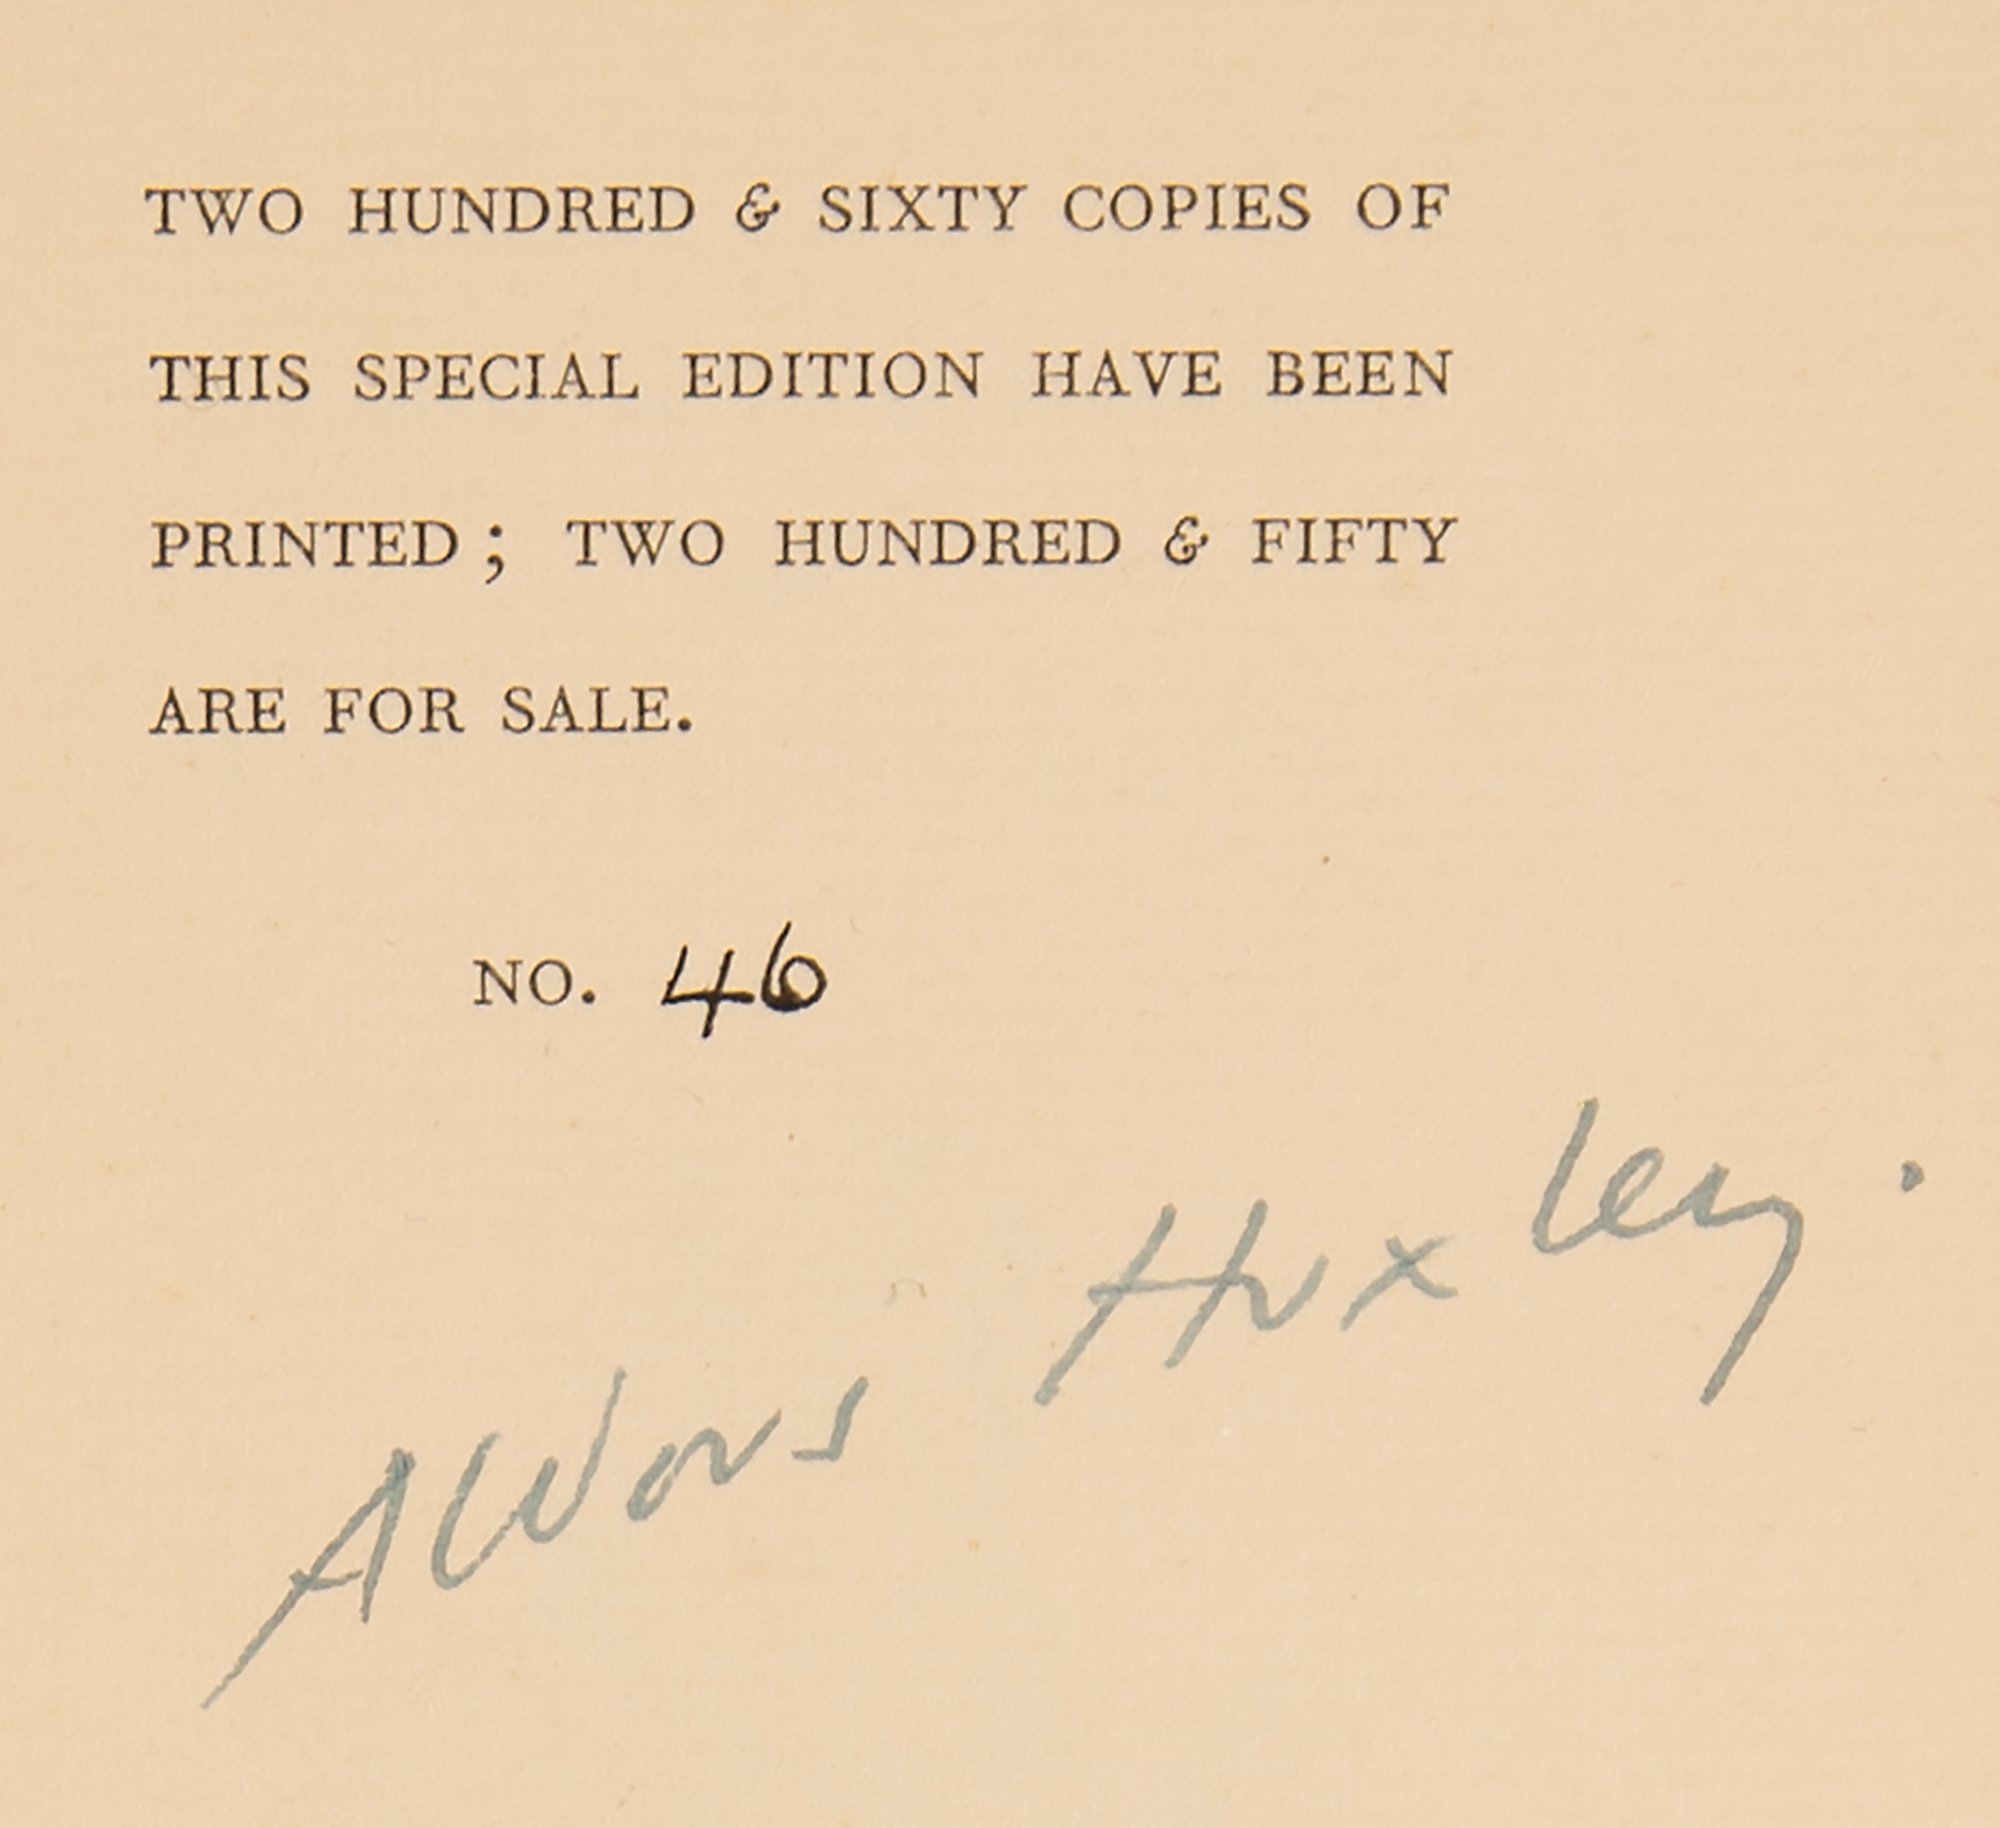 TWO HUNDRED & SIXTY COPIES OF
THIS SPECIAL EDITION HAVE BEEN
PRINTED; TWO HUNDRED & FIFTY
ARE FOR SALE.
NO. 46
Aldous Huxley.